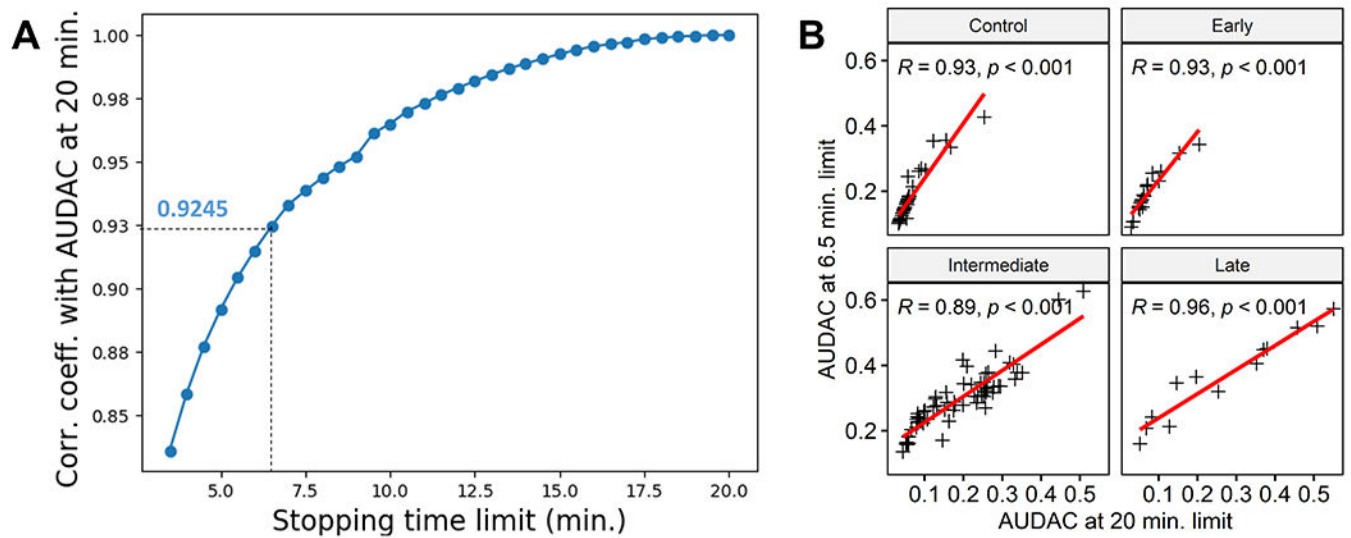 A
Corr. coeff. with AUDAC at 20 min.
1.00
0.98
0.95
0.93
0.90
0.88
0.85
0.9245
5.0 7.5 10.0 12.5 15.0 17.5 20.0
Stopping time limit (min.)
B
AUDAC at 6.5 min. limit
Control Early
0.6
0.4
0.2
R = 0.93, p < 0.001 R = 0.93, p < 0.001
Intermediate Late
0.6
0.4
0.2
R = 0.89, p < 0.001 R = 0.96, p < 0.001
0.1 0.2 0.3 0.4 0.5 0.1 0.2 0.3 0.4 0.5
AUDAC at 20 min. limit